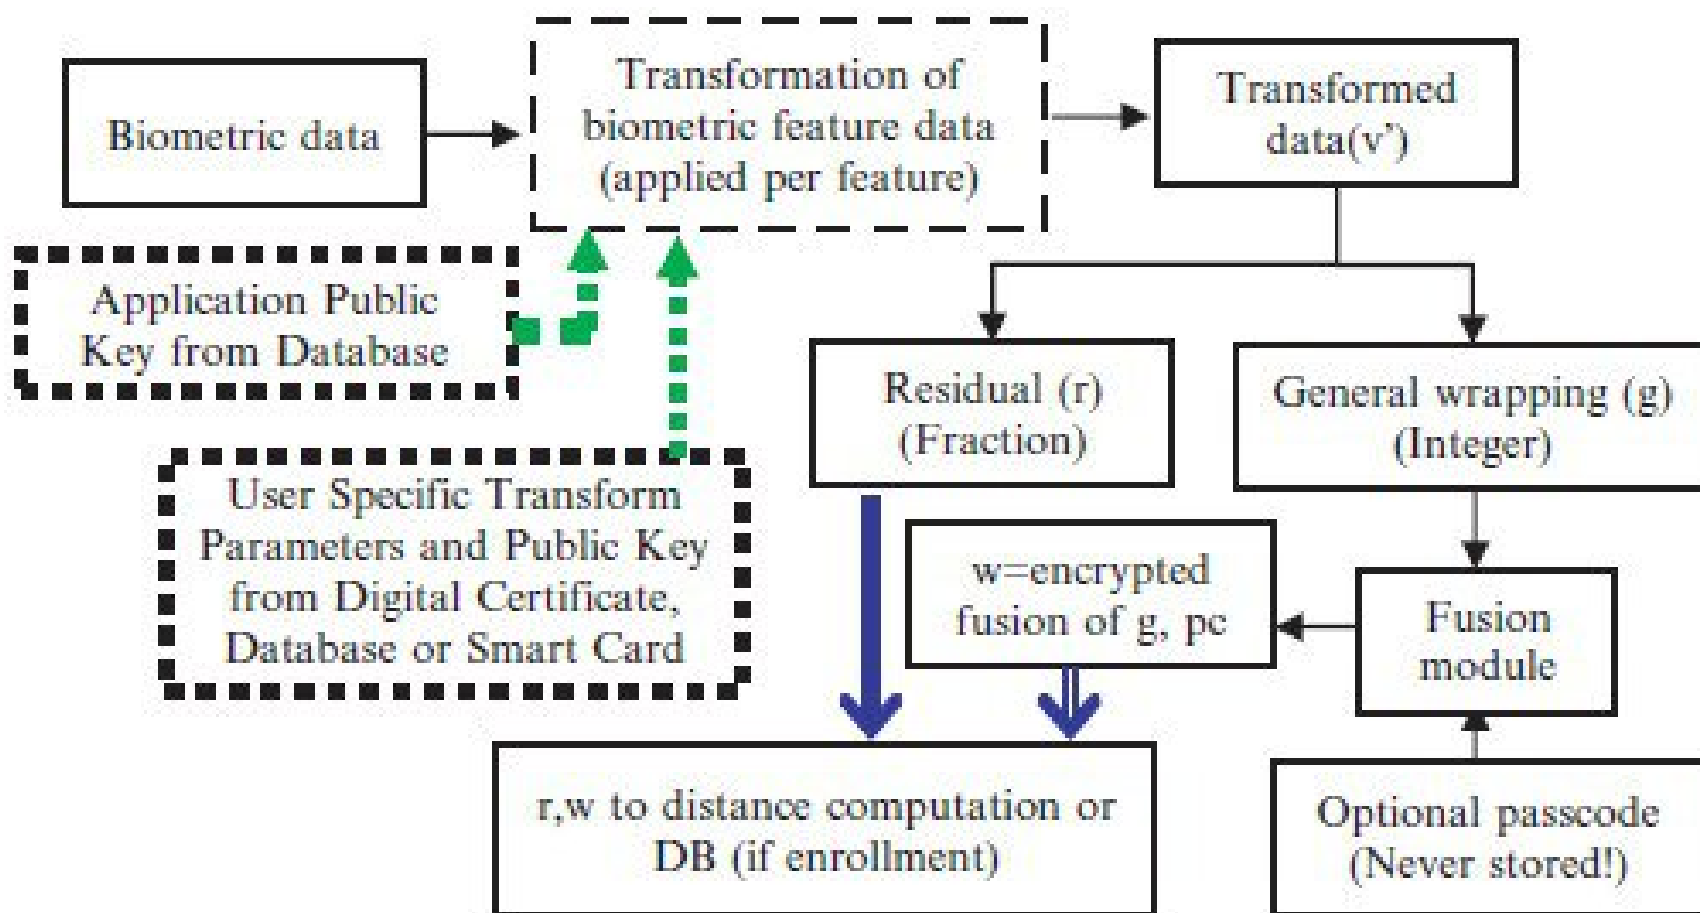 Biometric data
Transformation of
biometric feature data
(applied per feature)
Transformed
data(v’)
Application Public
Key from Database
User Specific Transform
Parameters and Public Key
from Digital Certificate,
Database or Smart Card
Residual (r)
(Fraction)
General wrapping (g)
(Integer)
w=encrypted
fusion of g, pc
Fusion
module
r,w to distance computation or
DB (if enrollment)
Optional passcode
(Never stored!)